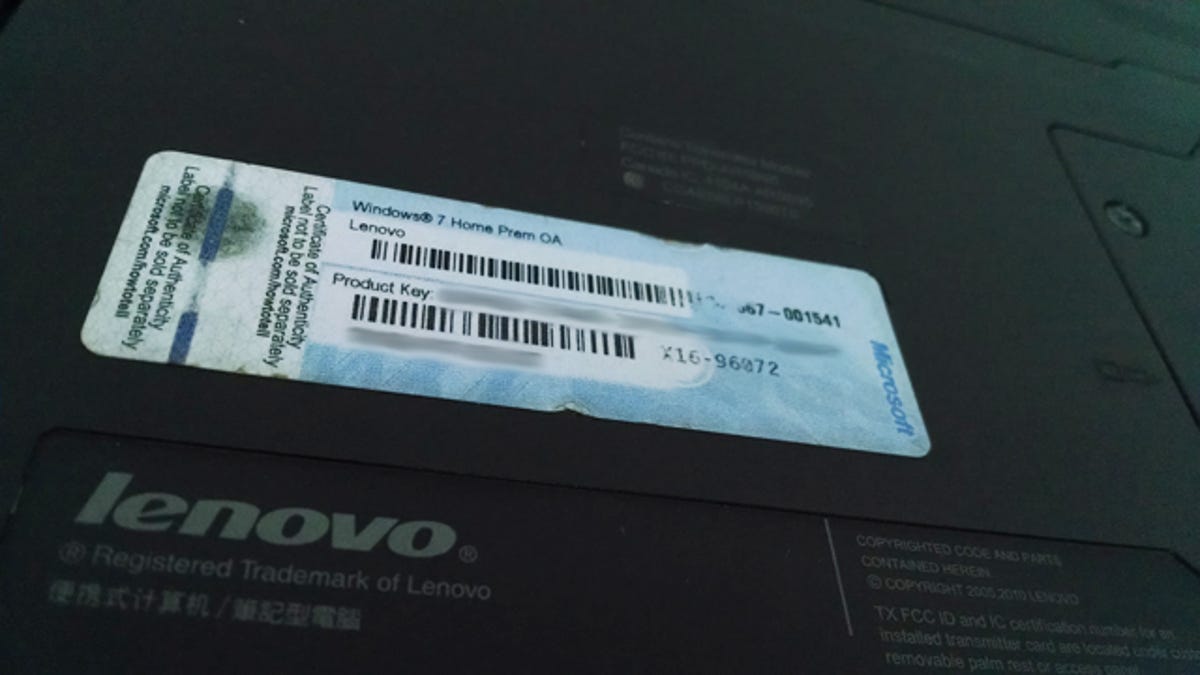 Certificate of Authenticity
Label not to be sold separately
microsoft.com/howtotell
Certificate of Authenticity
Label not to be sold separately
microsoft.com/howtotell
Windows® 7 Home Prem OA
Lenovo
67-001541
Product Key:
X16-96072
Microsoft
lenovo®
® Registered Trademark of Lenovo
便携式计算机/筆記型電腦
COPYRIGHTED CODE AND PARTS
CONTAINED HEREIN.
© COPYRIGHT 2005,2010 LENOVO
TX FCC ID and IC certification number for an
installed transmitter card are located under
removable palm rest or access panel